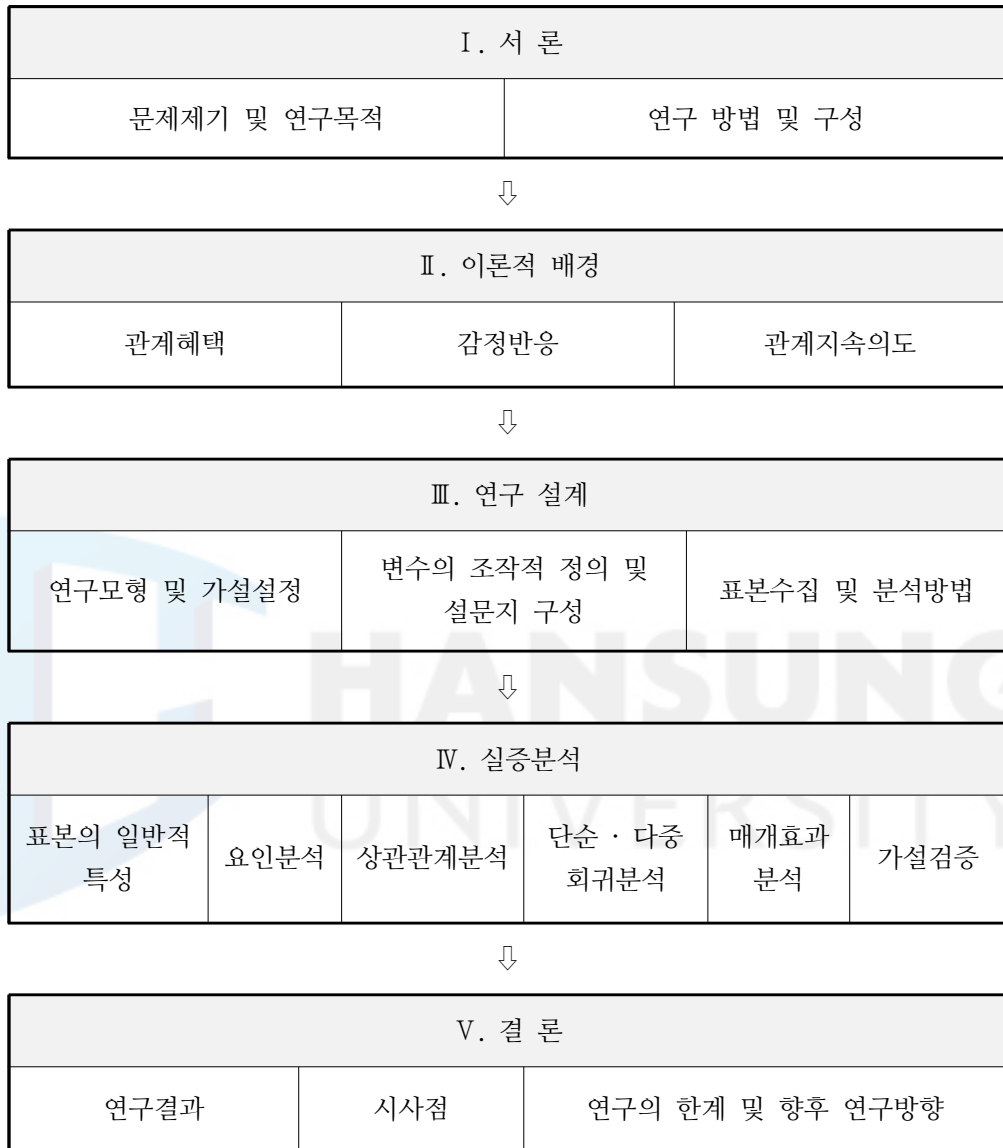 Ⅰ. 서 론
문제제기 및 연구목적
연구 방법 및 구성
⇩
Ⅱ. 이론적 배경
관계혜택
감정반응
관계지속의도
⇩
Ⅲ. 연구 설계
연구모형 및 가설설정
변수의 조작적 정의 및
설문지 구성
표본수집 및 분석방법
⇩
Ⅳ. 실증분석
표본의 일반적
특성
요인분석
상관관계분석
단순 · 다중
회귀분석
매개효과
분석
가설검증
⇩
Ⅴ. 결 론
연구결과
시사점
연구의 한계 및 향후 연구방향
HANSUNG
UNIVERSITY